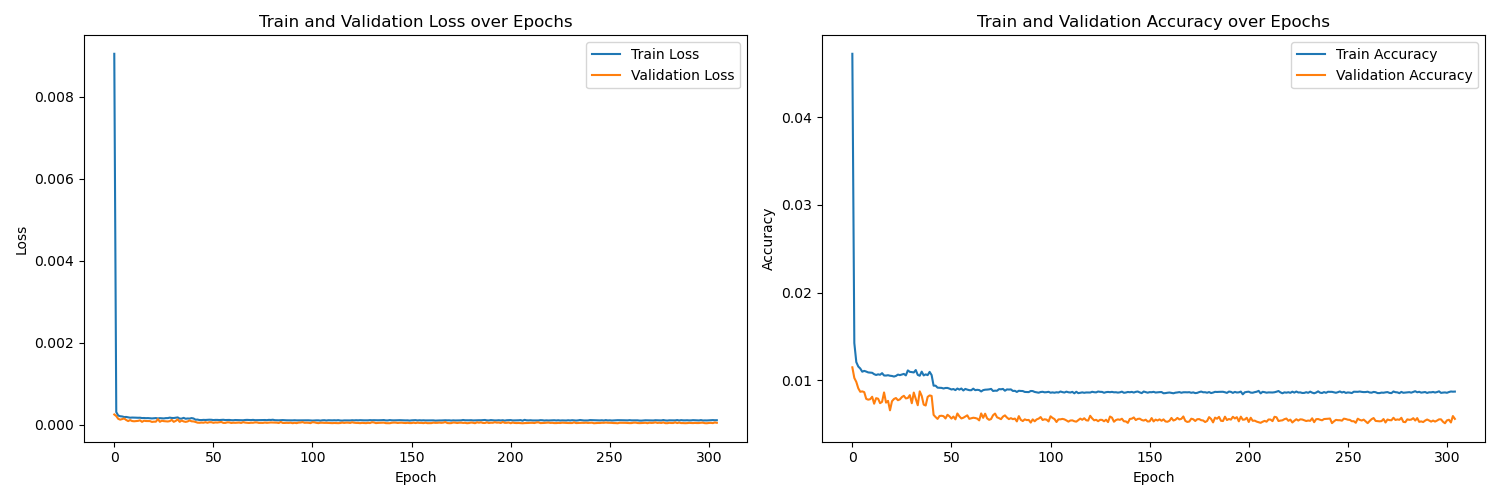 Train and Validation Loss over Epochs
Train Loss
Validation Loss
0.008
0.006
0.004
0.002
0.000
Loss
0
50
100
150
200
250
300
Epoch
Train and Validation Accuracy over Epochs
Train Accuracy
Validation Accuracy
0.04
0.03
0.02
0.01
Accuracy
0
50
100
150
200
250
300
Epoch